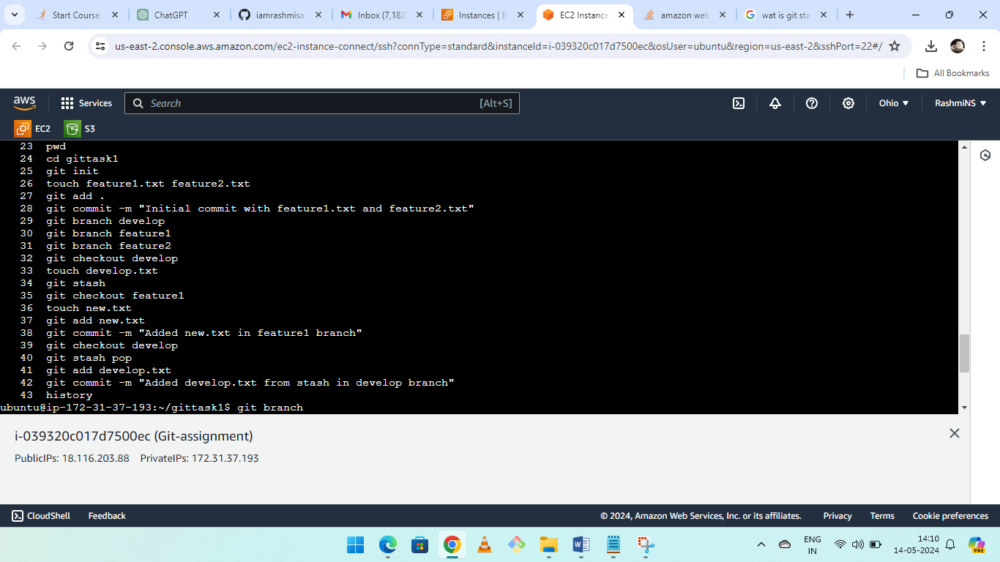 Start Course
ChatGPT
iamrashmisa
Inbox (7,182
Instances | E
EC2 Instance
amazon web
wat is git sta
us-east-2.console.aws.amazon.com/ec2-instance-connect/ssh?connType=standard&instanceId=i-039320c017d7500ec&osUser=ubuntu&region=us-east-2&sshPort=22#/
All Bookmarks
aws
Services
Search
[Alt+S]
Ohio
RashmiNS
EC2
S3
23 pwd
24 cd gittask1
25 git init
26 touch feature1.txt feature2.txt
27 git add .
28 git commit -m "Initial commit with feature1.txt and feature2.txt"
29 git branch develop
30 git branch feature1
31 git branch feature2
32 git checkout develop
33 touch develop.txt
34 git stash
35 git checkout feature1
36 touch new.txt
37 git add new.txt
38 git commit -m "Added new.txt in feature1 branch"
39 git checkout develop
40 git stash pop
41 git add develop.txt
42 git commit -m "Added develop.txt from stash in develop branch"
43 history
ubuntu@ip-172-31-37-193:~/gittask1$ git branch
i-039320c017d7500ec (Git-assignment)
PublicIPs: 18.116.203.88 PrivateIPs: 172.31.37.193
CloudShell
Feedback
© 2024, Amazon Web Services, Inc. or its affiliates.
Privacy
Terms
Cookie preferences
ENG
IN
14:10
14-05-2024
PRE